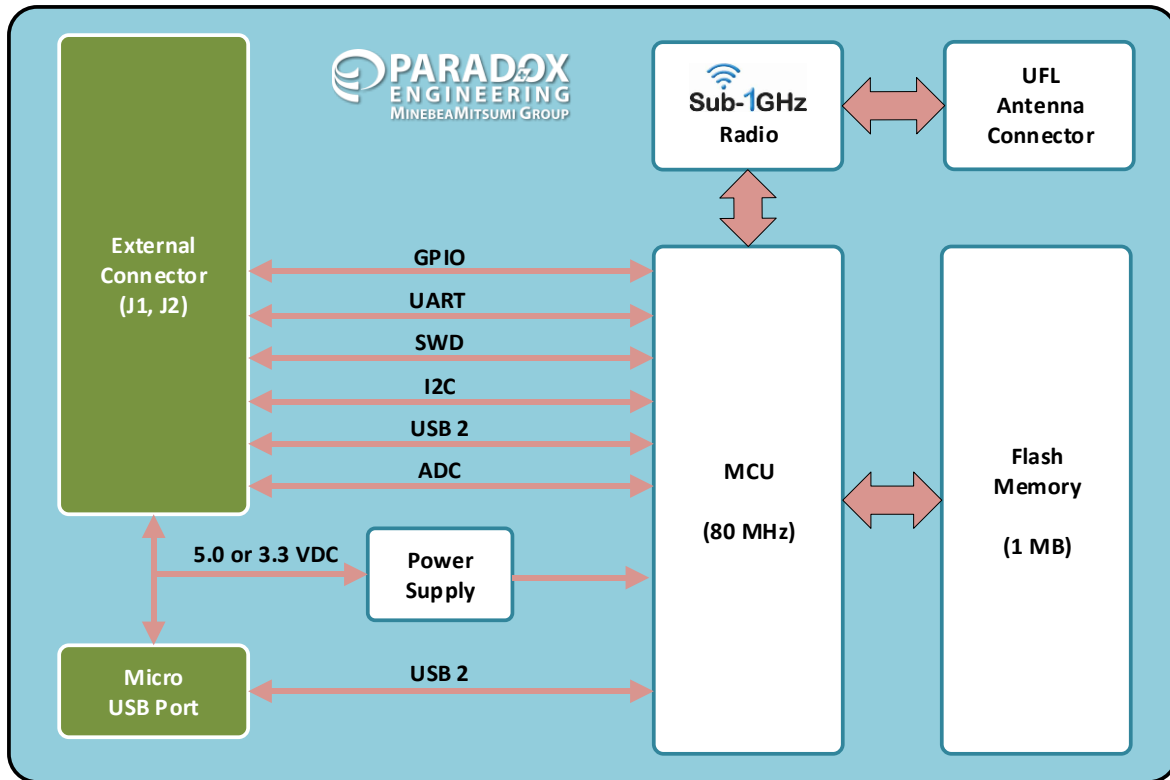 PARADOX
ENGINEERING
MINEBEAMITSUMI GROUP
Sub-1GHz
Radio
UFL
Antenna
Connector
External
Connector
(J1, J2)
GPIO
UART
SWD
I2C
USB 2
ADC
MCU
(80 MHz)
Flash
Memory
(1 MB)
5.0 or 3.3 VDC
Power
Supply
Micro
USB Port
USB 2